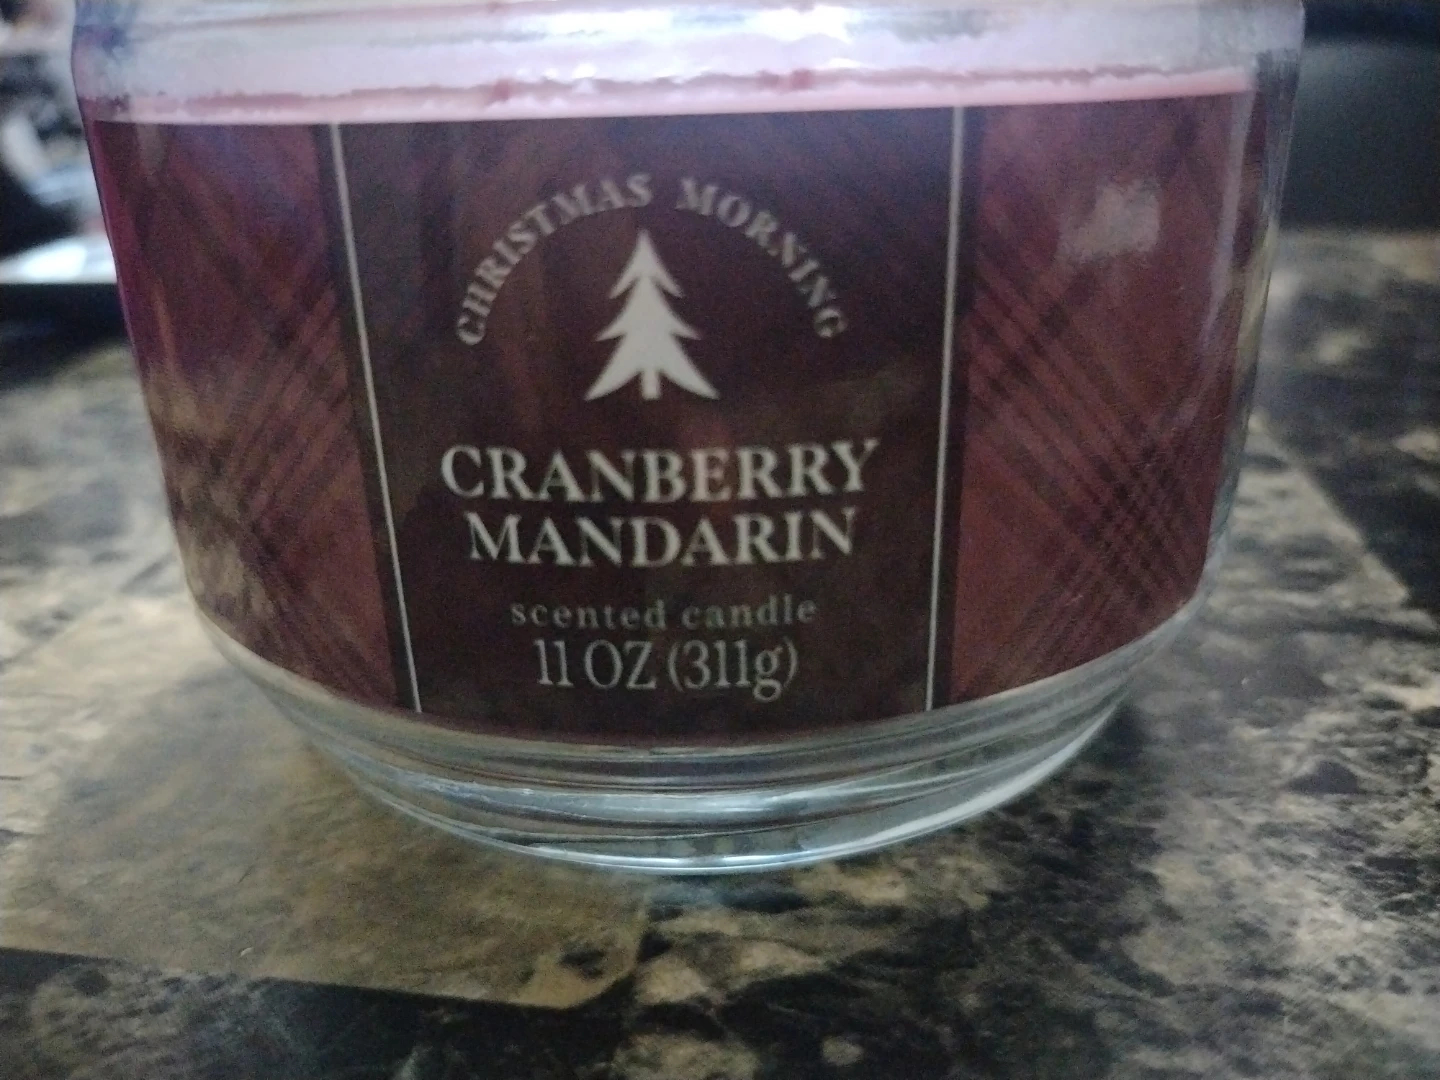 CHRISTMAS MORNING
CRANBERRY
MANDARIN
scented candle
11 OZ (311g)